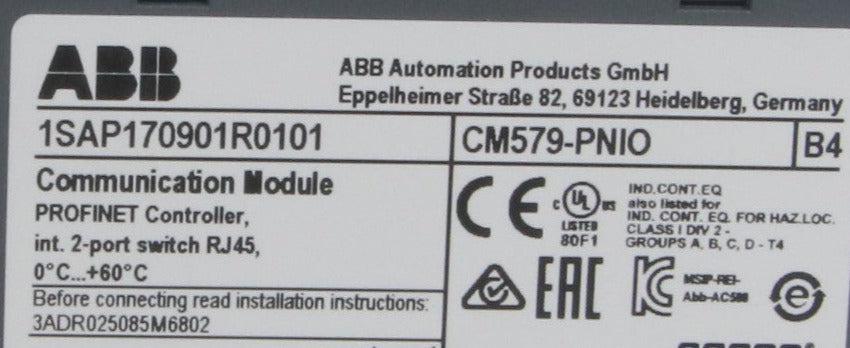 ABB
ABB Automation Products GmbH
Eppelheimer Straße 82, 69123 Heidelberg, Germany
1SAP170901R0101
CM579-PNIO
B4
Communication Module
PROFINET Controller,
int. 2-port switch RJ45,
0°C...+60°C
Before connecting read installation instructions:
3ADR025085M6802
CE
c UL us
LISTED
80F1
IND.CONT.EQ
also listed for
IND. CONT. EQ. FOR HAZ.LOC.
CLASS I DIV 2 -
GROUPS A, B, C, D - T4
EAC
KC
MSIP-REI-
Abb-AC500